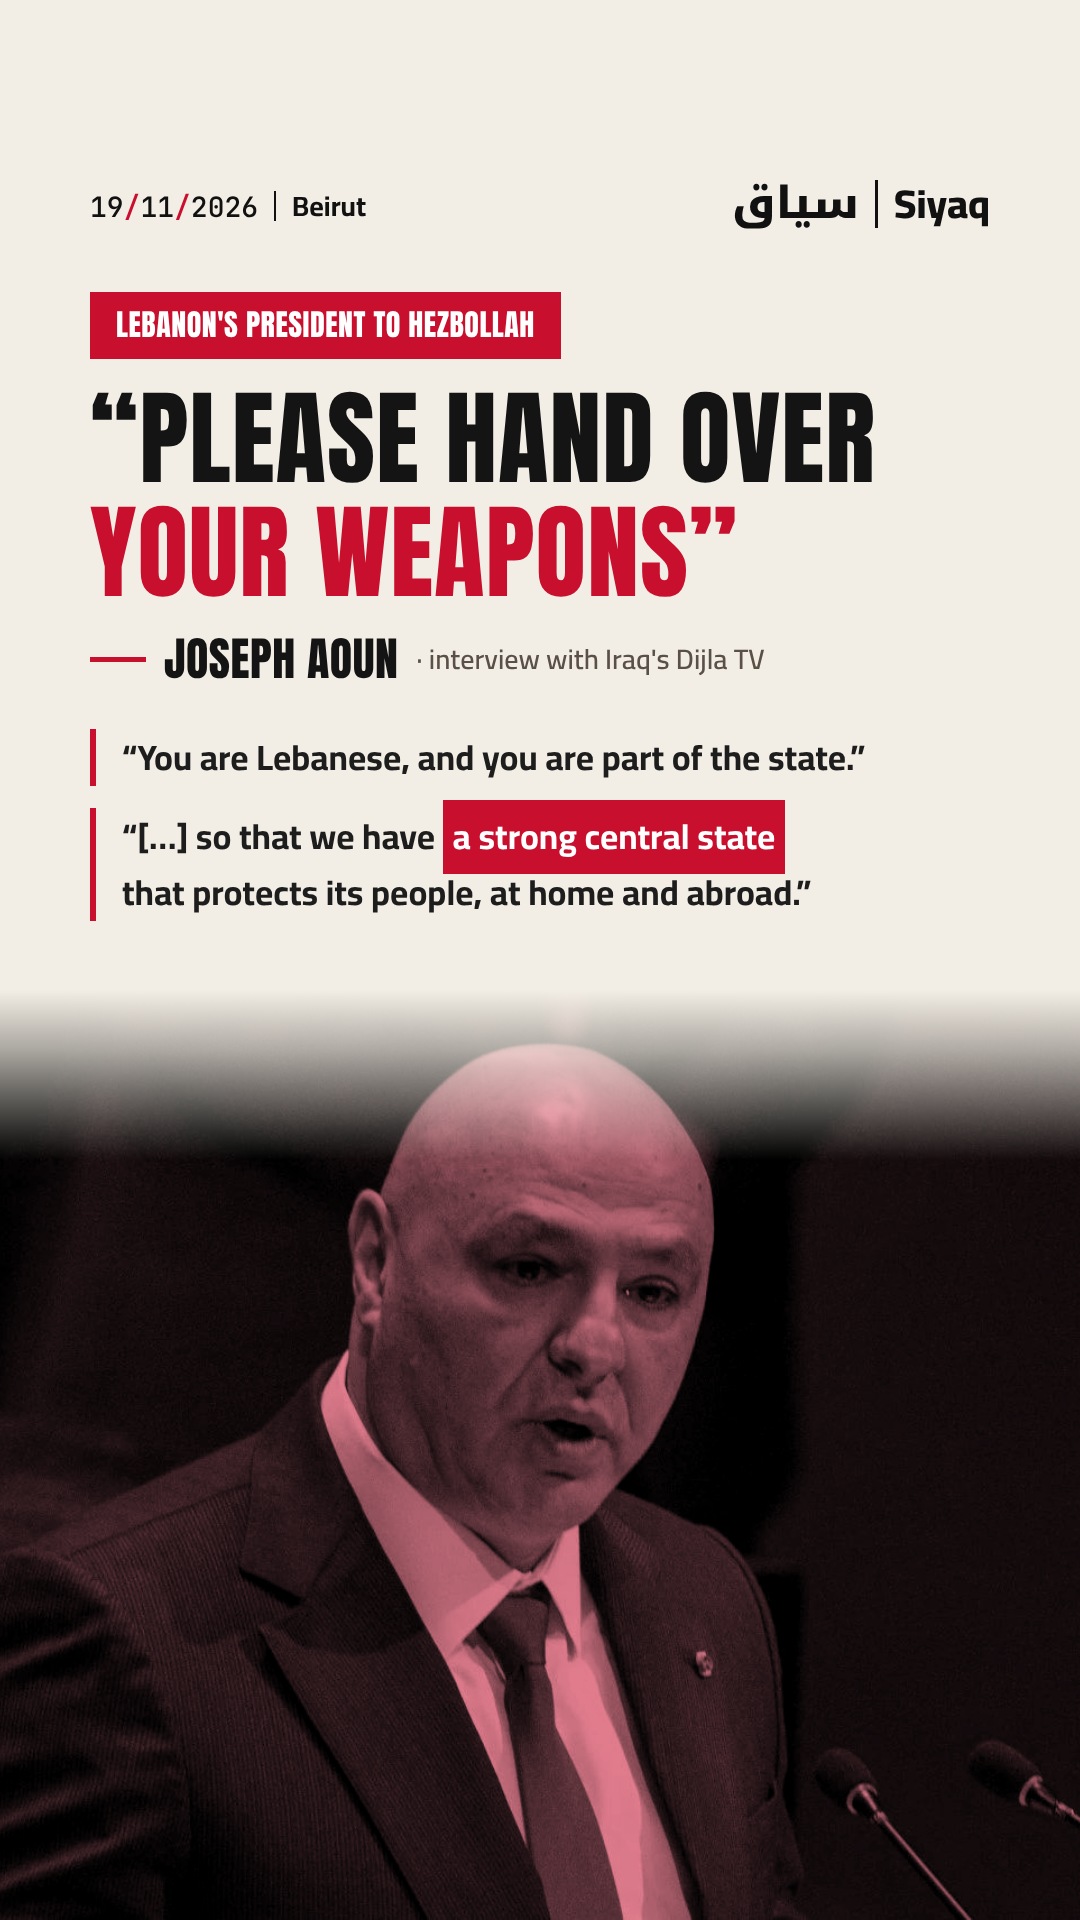 19/11/2026 | Beirut
سياق | Siyaq
LEBANON'S PRESIDENT TO HEZBOLLAH
“PLEASE HAND OVER
YOUR WEAPONS”
JOSEPH AOUN · interview with Iraq's Dijla TV
“You are Lebanese, and you are part of the state.”
“[...] so that we have a strong central state
that protects its people, at home and abroad.”